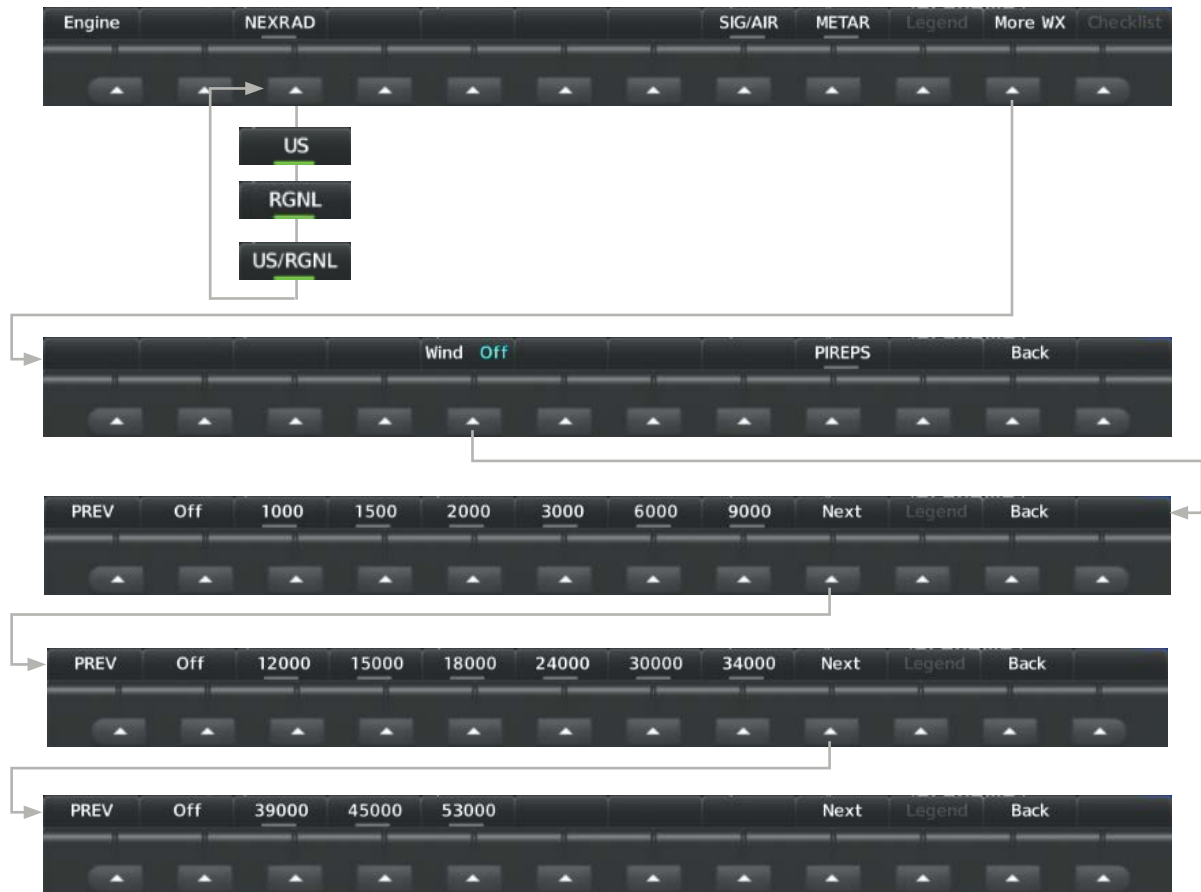 Engine NEXRAD SIG/AIR METAR Legend More WX Checklist
US
RGNL
US/RGNL
Wind Off PIREPS Back
PREV Off 1000 1500 2000 3000 6000 9000 Next Legend Back
PREV Off 12000 15000 18000 24000 30000 34000 Next Legend Back
PREV Off 39000 45000 53000 Next Legend Back